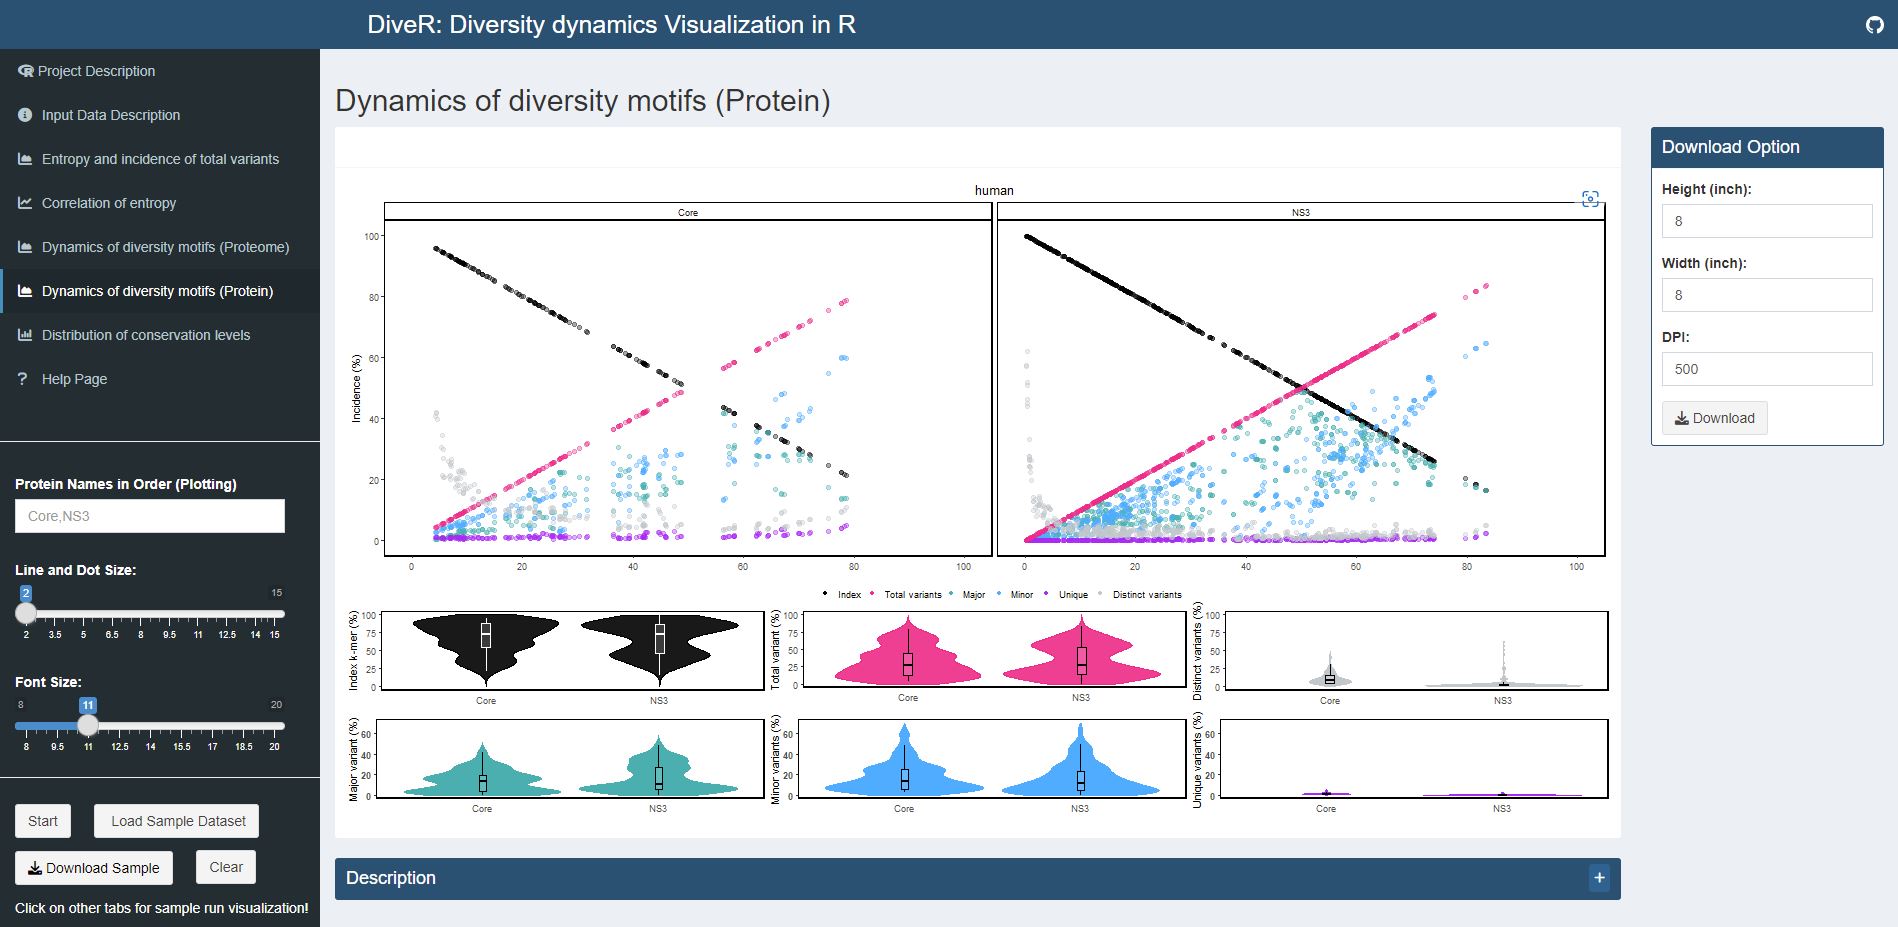 DiveR: Diversity dynamics Visualization in R
Project Description
Input Data Description
Entropy and incidence of total variants
Correlation of entropy
Dynamics of diversity motifs (Proteome)
Dynamics of diversity motifs (Protein)
Distribution of conservation levels
? Help Page
Protein Names in Order (Plotting)
Core,NS3
Line and Dot Size:
2 15
2 3.5 5 6.5 8 9.5 11 12.5 14 15
Font Size:
8 11 20
8 9.5 11 12.5 14 15.5 17 18.5 20
Start Load Sample Dataset
Download Sample Clear
Click on other tabs for sample run visualization!
Dynamics of diversity motifs (Protein)
human
Core NS3
Incidence (%)
100
80
60
40
20
0
0 20 40 60 80 100 0 20 40 60 80 100
Index Total variants Major Minor Unique Distinct variants
Index k-mer (%)
100
75
50
25
0
Core NS3
Total variant (%)
100
75
50
25
0
Core NS3
Distinct variants (%)
100
75
50
25
0
Core NS3
Major variant (%)
60
40
20
0
Core NS3
Minor variant (%)
60
40
20
0
Core NS3
Unique variants (%)
60
40
20
0
Core NS3
Description +
Download Option
Height (inch):
8
Width (inch):
8
DPI:
500
Download